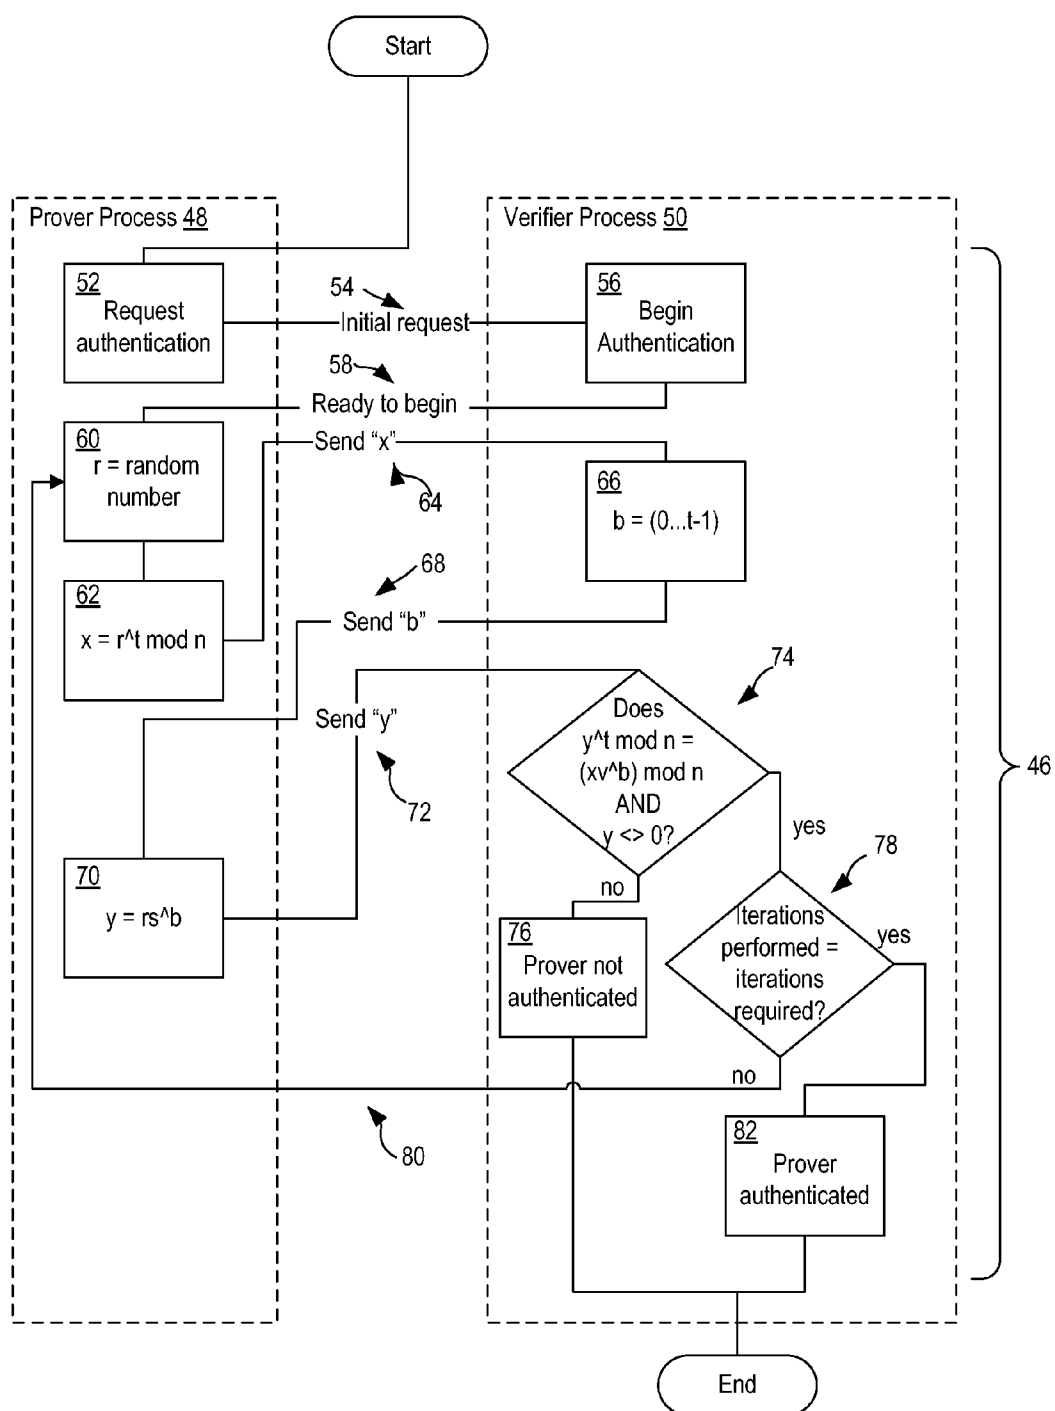 Start
Prover Process 48
Verifier Process 50
52
Request
authentication
54
Initial request
56
Begin
Authentication
58
Ready to begin
60
r = random
number
Send “x”
64
66
b = (0...t-1)
62
x = r^t mod n
68
Send “b”
74
Does
y^t mod n =
(xv^b) mod n
AND
y <> 0?
Send “y”
72
46
yes
78
70
y = rs^b
no
76
Prover not
authenticated
Iterations
performed =
iterations
required?
yes
no
80
82
Prover
authenticated
End